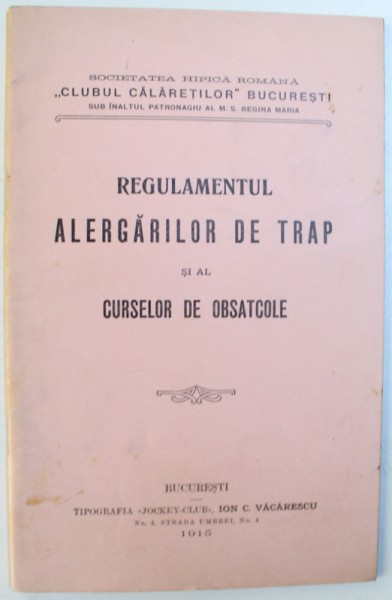 SOCIETATEA HIPICĂ ROMÂNĂ
„CLUBUL CĂLĂREȚILOR" BUCUREȘTI
SUB ÎNALTUL PATRONAGIU AL M. S. REGINA MARIA
REGULAMENTUL
ALERGĂRILOR DE TRAP
ȘI AL
CURSELOR DE OBSATCOLE
BUCUREȘTI
TIPOGRAFIA «JOCKEY-CLUB», ION C. VĂCĂRESCU
No. 4, STRADA UMBREI, No. 4
1915